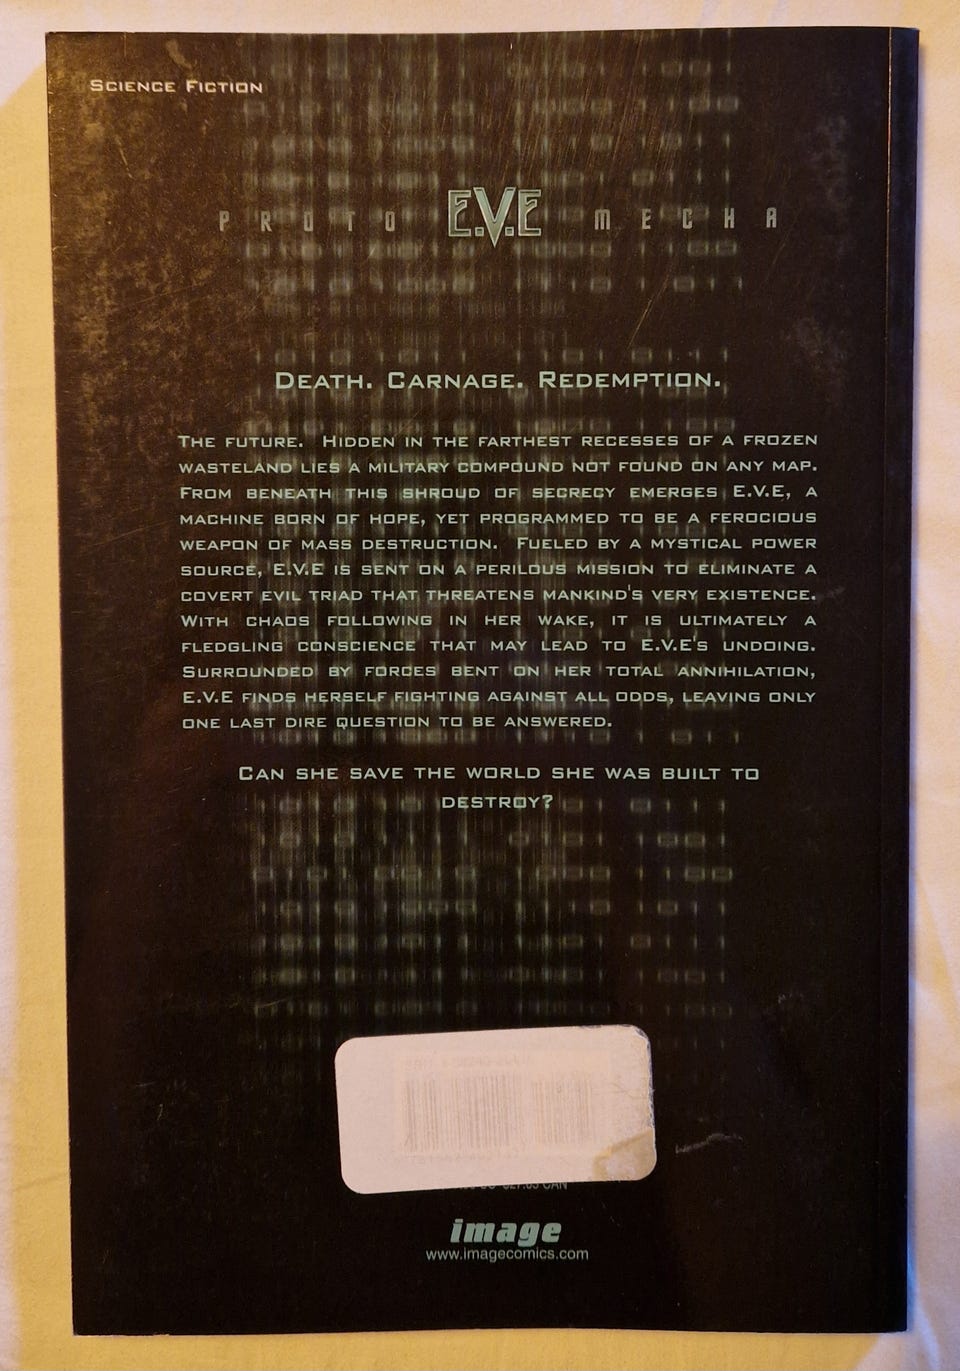 SCIENCE FICTION
PROTO E.V.E MECHA
DEATH. CARNAGE. REDEMPTION.
THE FUTURE. HIDDEN IN THE FARTHEST RECESSES OF A FROZEN
WASTELAND LIES A MILITARY COMPOUND NOT FOUND ON ANY MAP.
FROM BENEATH THIS SHROUD OF SECRECY EMERGES E.V.E, A
MACHINE BORN OF HOPE, YET PROGRAMMED TO BE A FEROCIOUS
WEAPON OF MASS DESTRUCTION. FUELED BY A MYSTICAL POWER
SOURCE, E.V.E IS SENT ON A PERILOUS MISSION TO ELIMINATE A
COVERT EVIL TRIAD THAT THREATENS MANKIND'S VERY EXISTENCE.
WITH CHAOS FOLLOWING IN HER WAKE, IT IS ULTIMATELY A
FLEDGLING CONSCIENCE THAT MAY LEAD TO E.V.E'S UNDOING.
SURROUNDED BY FORCES BENT ON HER TOTAL ANNIHILATION,
E.V.E FINDS HERSELF FIGHTING AGAINST ALL ODDS, LEAVING ONLY
ONE LAST DIRE QUESTION TO BE ANSWERED.
CAN SHE SAVE THE WORLD SHE WAS BUILT TO
DESTROY?
CAN
image
www.imagecomics.com